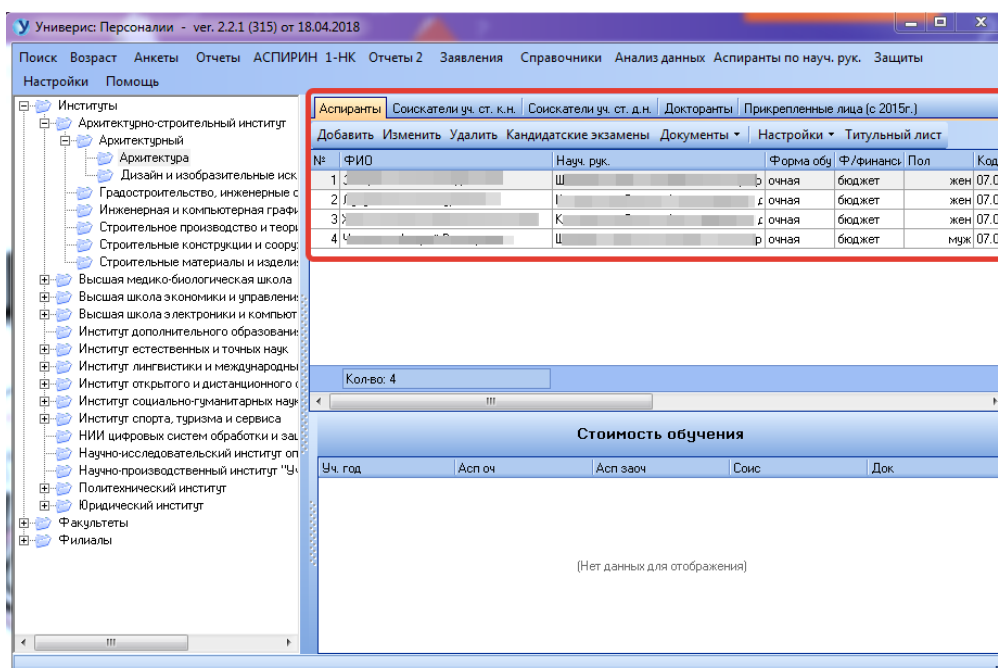 Универис: Персоналии - ver. 2.2.1 (315) от 18.04.2018
Поиск Возраст Анкеты Отчеты АСПИРИН 1-НК Отчеты 2 Заявления Справочники Анализ данных Аспиранты по науч. рук. Защиты
Настройки Помощь
Институты
Архитектурно-строительный институт
Архитектурный
Архитектура
Дизайн и изобразительные иск
Градостроительство, инженерные с
Инженерная и компьютерная графи
Строительное производство и теори
Строительные конструкции и соору:
Строительные материалы и издели:
Высшая медико-биологическая школа
Высшая школа экономики и управлени:
Высшая школа электроники и компьют
Институт дополнительного образовани:
Институт естественных и точных наук
Институт лингвистики и международны
Институт открытого и дистанционного
Институт социально-гуманитарных наук
Институт спорта, туризма и сервиса
НИИ цифровых систем обработки и защ
Научно-исследовательский институт оп
Научно-производственный институт "Уч
Политехнический институт
Юридический институт
Факультеты
Филиалы
Аспиранты Соискатели уч. ст. к.н. Соискатели уч. ст. д.н. Докторанты Прикрепленные лица (с 2015г.)
Добавить Изменить Удалить Кандидатские экзамены Документы Настройки Титульный лист
№ ФИО Науч. рук. Форма обу Ф/финанси Пол Код
1 Ш р очная бюджет жен 07.0
2 д очная бюджет жен 07.0
3 К д очная бюджет жен 07.0
4 Ш р очная бюджет муж 07.0
Кол-во: 4
Стоимость обучения
Уч. год Асп оч Асп заоч Соис Док
(Нет данных для отображения)